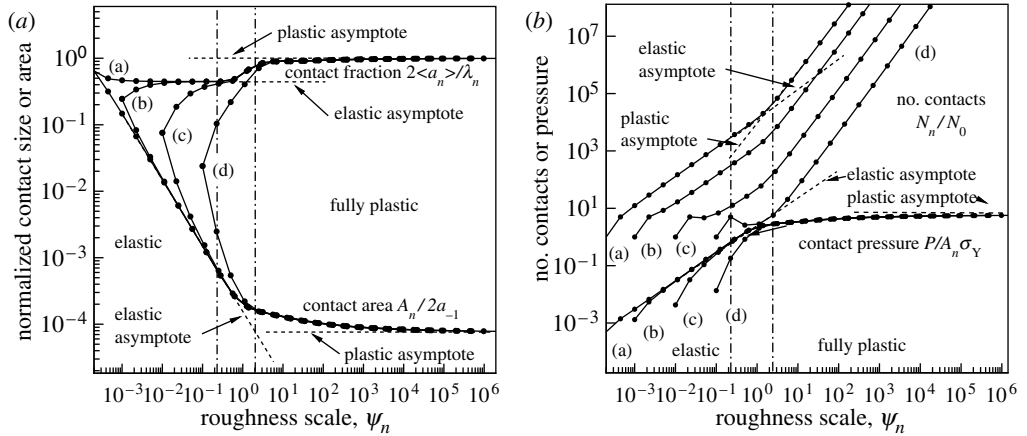 (a)
plastic asymptote
10^0
(a)
contact fraction 2<a_n>/λ_n
(b)
elastic
asymptote
10^-1
(c)
(d)
10^-2
fully plastic
10^-3
elastic
contact area A_n/2a_-1
10^-4
elastic
asymptote
plastic asymptote
normalized contact size or area
10^-3 10^-2 10^-1 10^0 10^1 10^2 10^3 10^4 10^5 10^6
roughness scale, ψ_n
(b)
10^7
(d)
elastic
asymptote
10^5
plastic
asymptote
no. contacts
N_n/N_0
10^3
elastic asymptote
plastic asymptote
10^1
(a)
(b)
(c)
(d)
contact pressure P/A_nσ_Y
10^-1
10^-3
(a)
(b)
(c)
(d)
elastic
fully plastic
no. contacts or pressure
10^-3 10^-2 10^-1 10^0 10^1 10^2 10^3 10^4 10^5 10^6
roughness scale, ψ_n